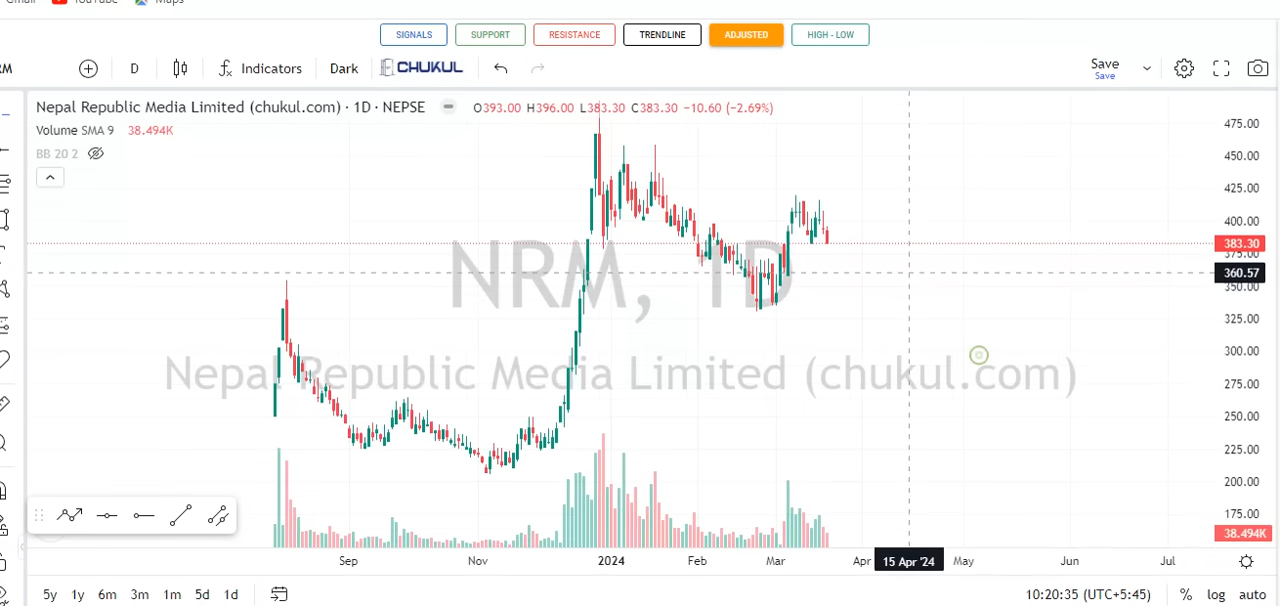 Gmail YouTube Maps
SIGNALS SUPPORT RESISTANCE TRENDLINE ADJUSTED HIGH - LOW
RM D Indicators Dark CHUKUL Save
Save
Nepal Republic Media Limited (chukul.com) · 1D · NEPSE O393.00 H396.00 L383.30 C383.30 −10.60 (−2.69%)
Volume SMA 9 38.494K
BB 20 2
475.00
450.00
425.00
400.00
383.30
375.00
360.57
350.00
325.00
300.00
275.00
250.00
225.00
200.00
175.00
38.494K
NRM, 1D
Nepal Republic Media Limited (chukul.com)
Sep Nov 2024 Feb Mar Apr 15 Apr '24 May Jun Jul
5y 1y 6m 3m 1m 5d 1d 10:20:35 (UTC+5:45) % log auto